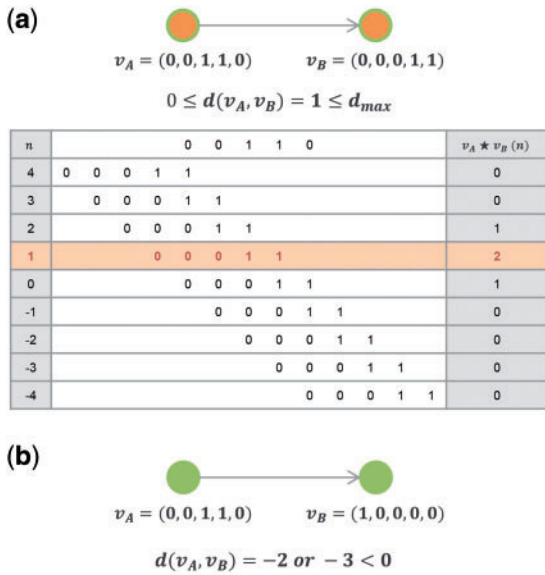 (a)
v_A = (0, 0, 1, 1, 0) v_B = (0, 0, 0, 1, 1)
0 ≤ d(v_A, v_B) = 1 ≤ d_max
n 0 0 1 1 0 v_A ★ v_B (n)
4 0 0 0 1 1 0
3 0 0 0 1 1 0
2 0 0 0 1 1 1
1 0 0 0 1 1 2
0 0 0 0 1 1 1
-1 0 0 0 1 1 0
-2 0 0 0 1 1 0
-3 0 0 0 1 1 0
-4 0 0 0 1 1 0
(b)
v_A = (0, 0, 1, 1, 0) v_B = (1, 0, 0, 0, 0)
d(v_A, v_B) = −2 or − 3 < 0